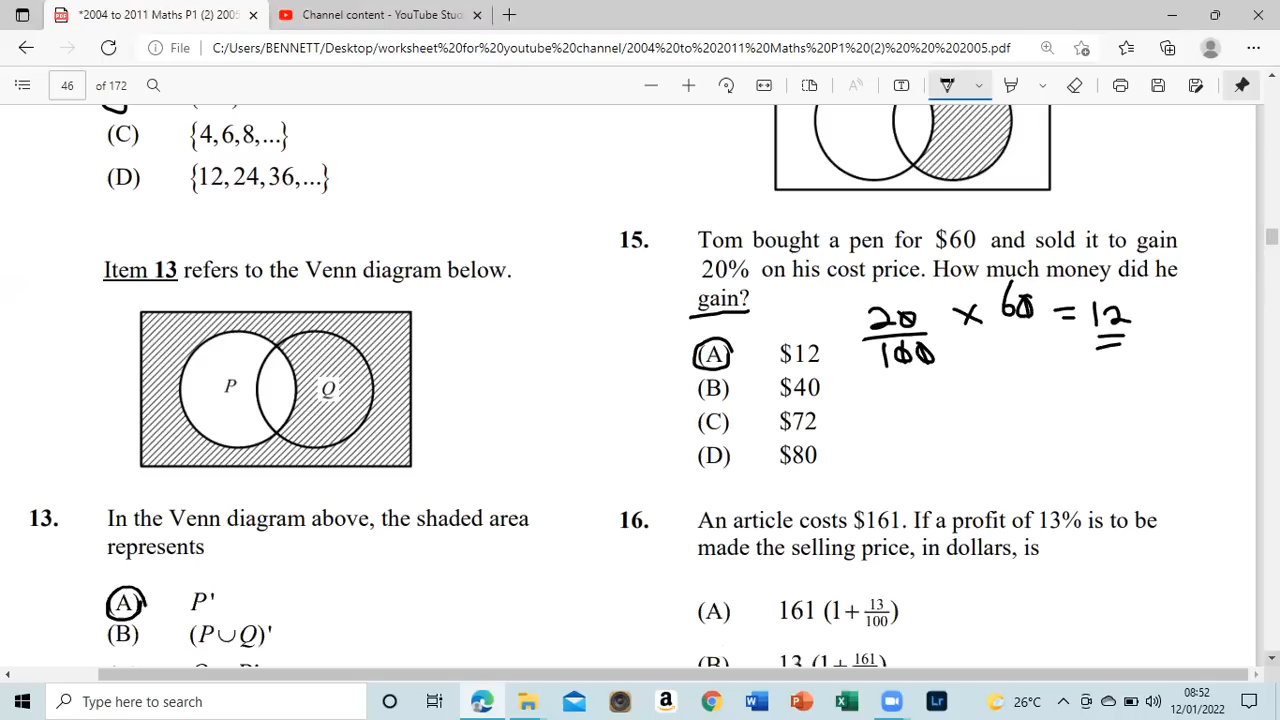 *2004 to 2011 Maths P1 (2) 2005
Channel content - YouTube Stu
File
C:/Users/BENNETT/Desktop/worksheet%20for%20youtube%20channel/2004%20to%202011%20Maths%20P1%20(2)%20%20%202005.pdf
46 of 172
(C) {4,6,8,...}
(D) {12,24,36,...}
Item 13 refers to the Venn diagram below.
P Q
13. In the Venn diagram above, the shaded area
represents
(A) P'
(B) (P∪Q)'
15. Tom bought a pen for $60 and sold it to gain
20% on his cost price. How much money did he
gain?
20/100 × 60 = 12
(A) $12
(B) $40
(C) $72
(D) $80
16. An article costs $161. If a profit of 13% is to be
made the selling price, in dollars, is
(A) 161 (1+13/100)
(B) 13 (1+161
Type here to search
26°C
08:52
12/01/2022